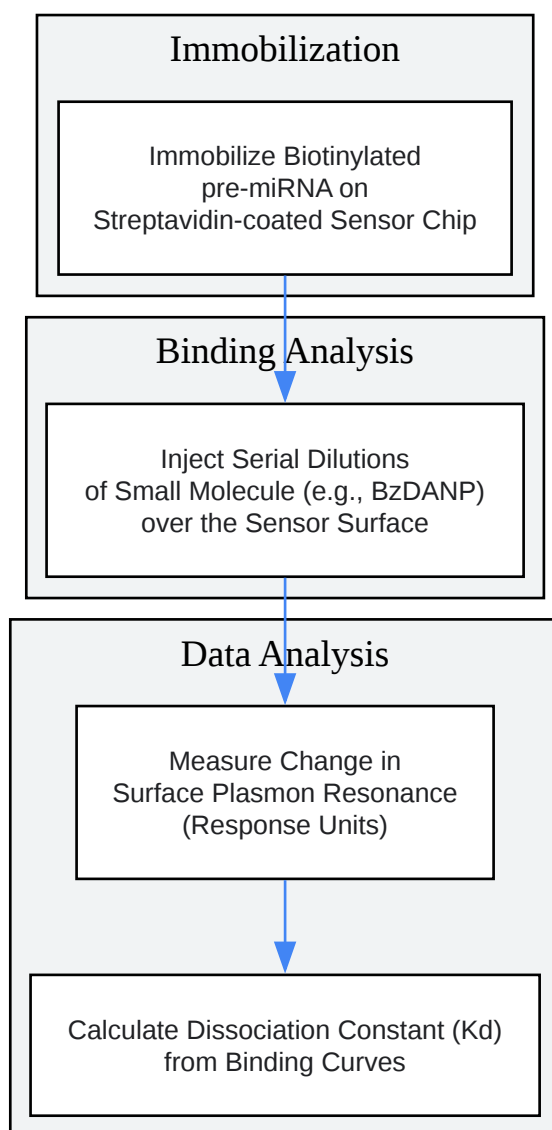 Immobilization
Immobilize Biotinylated
pre-miRNA on
Streptavidin-coated Sensor Chip
Binding Analysis
Inject Serial Dilutions
of Small Molecule (e.g., BzDANP)
over the Sensor Surface
Data Analysis
Measure Change in
Surface Plasmon Resonance
(Response Units)
Calculate Dissociation Constant (Kd)
from Binding Curves